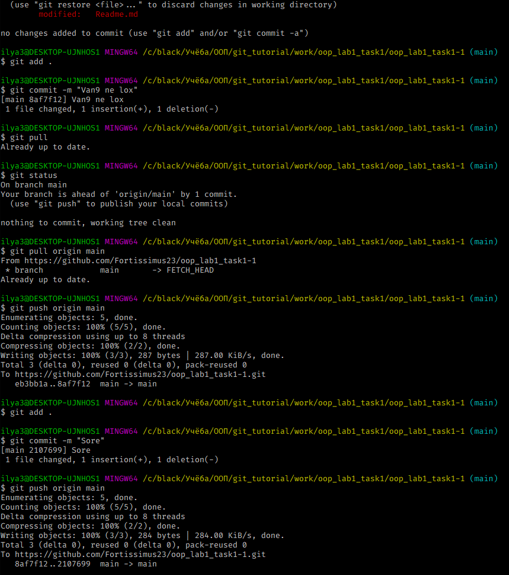 (use "git restore <file>..." to discard changes in working directory)
modified:   Readme.md
no changes added to commit (use "git add" and/or "git commit -a")
ilya3@DESKTOP-UJNHOS1 MINGW64 /c/black/Учёба/ООП/git_tutorial/work/oop_lab1_task1/oop_lab1_task1-1 (main)
$ git add .
ilya3@DESKTOP-UJNHOS1 MINGW64 /c/black/Учёба/ООП/git_tutorial/work/oop_lab1_task1/oop_lab1_task1-1 (main)
$ git commit -m "Van9 ne lox"
[main 8af7f12] Van9 ne lox
1 file changed, 1 insertion(+), 1 deletion(-)
ilya3@DESKTOP-UJNHOS1 MINGW64 /c/black/Учёба/ООП/git_tutorial/work/oop_lab1_task1/oop_lab1_task1-1 (main)
$ git pull
Already up to date.
ilya3@DESKTOP-UJNHOS1 MINGW64 /c/black/Учёба/ООП/git_tutorial/work/oop_lab1_task1/oop_lab1_task1-1 (main)
$ git status
On branch main
Your branch is ahead of 'origin/main' by 1 commit.
(use "git push" to publish your local commits)
nothing to commit, working tree clean
ilya3@DESKTOP-UJNHOS1 MINGW64 /c/black/Учёба/ООП/git_tutorial/work/oop_lab1_task1/oop_lab1_task1-1 (main)
$ git pull origin main
From https://github.com/Fortissimus23/oop_lab1_task1-1
* branch            main       -> FETCH_HEAD
Already up to date.
ilya3@DESKTOP-UJNHOS1 MINGW64 /c/black/Учёба/ООП/git_tutorial/work/oop_lab1_task1/oop_lab1_task1-1 (main)
$ git push origin main
Enumerating objects: 5, done.
Counting objects: 100% (5/5), done.
Delta compression using up to 8 threads
Compressing objects: 100% (2/2), done.
Writing objects: 100% (3/3), 287 bytes | 287.00 KiB/s, done.
Total 3 (delta 0), reused 0 (delta 0), pack-reused 0
To https://github.com/Fortissimus23/oop_lab1_task1-1.git
eb3bb1a..8af7f12  main -> main
ilya3@DESKTOP-UJNHOS1 MINGW64 /c/black/Учёба/ООП/git_tutorial/work/oop_lab1_task1/oop_lab1_task1-1 (main)
$ git add .
ilya3@DESKTOP-UJNHOS1 MINGW64 /c/black/Учёба/ООП/git_tutorial/work/oop_lab1_task1/oop_lab1_task1-1 (main)
$ git commit -m "Sore"
[main 2107699] Sore
1 file changed, 1 insertion(+), 1 deletion(-)
ilya3@DESKTOP-UJNHOS1 MINGW64 /c/black/Учёба/ООП/git_tutorial/work/oop_lab1_task1/oop_lab1_task1-1 (main)
$ git push origin main
Enumerating objects: 5, done.
Counting objects: 100% (5/5), done.
Delta compression using up to 8 threads
Compressing objects: 100% (2/2), done.
Writing objects: 100% (3/3), 284 bytes | 284.00 KiB/s, done.
Total 3 (delta 0), reused 0 (delta 0), pack-reused 0
To https://github.com/Fortissimus23/oop_lab1_task1-1.git
8af7f12..2107699  main -> main